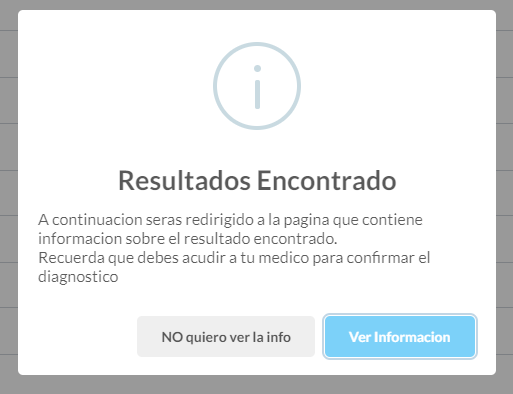 Resultados Encontrado
A continuacion seras redirigido a la pagina que contiene
informacion sobre el resultado encontrado.
Recuerda que debes acudir a tu medico para confirmar el
diagnostico
NO quiero ver la info
Ver Informacion